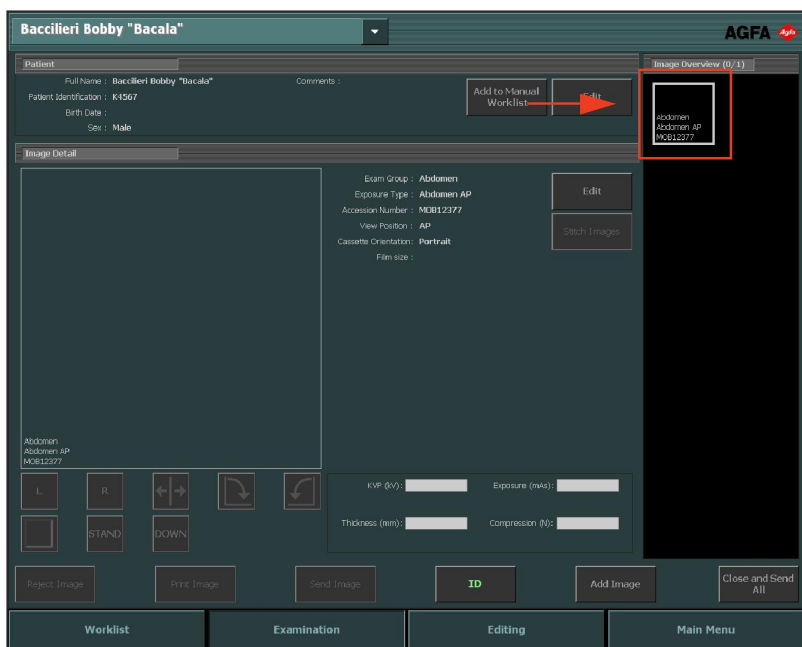 Baccilieri Bobby "Bacala"
AGFA Agfa
Patient
Full Name : Baccilieri Bobby "Bacala"
Patient Identification : K4567
Birth Date :
Sex : Male
Comments :
Add to Manual
Worklist
Edit
Image Overview (0/1)
Abdomen
Abdomen AP
MOB12377
Image Detail
Exam Group : Abdomen
Exposure Type : Abdomen AP
Accession Number : MOB12377
View Position : AP
Cassette Orientation: Portrait
Film size :
Edit
Stitch Images
Abdomen
Abdomen AP
MOB12377
L
R
STAND
DOWN
KVP (kV):
Exposure (mAs):
Thickness (mm):
Compression (N):
Reject Image
Print Image
Send Image
ID
Add Image
Close and Send
All
Worklist
Examination
Editing
Main Menu